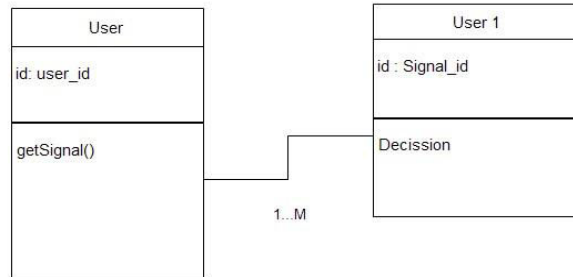 User
id: user_id
getSignal()
User 1
id : Signal_id
Decission
1...M